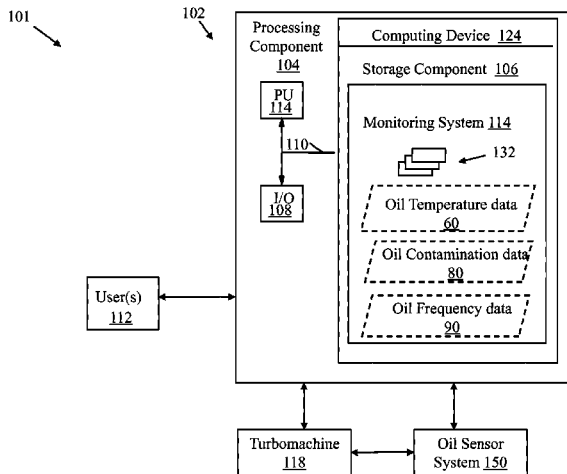 101
102
Processing
Component
104
PU
114
110
I/O
108
Computing Device 124
Storage Component 106
Monitoring System 114
132
Oil Temperature data
60
Oil Contamination data
80
Oil Frequency data
90
User(s)
112
Turbomachine
118
Oil Sensor
System 150